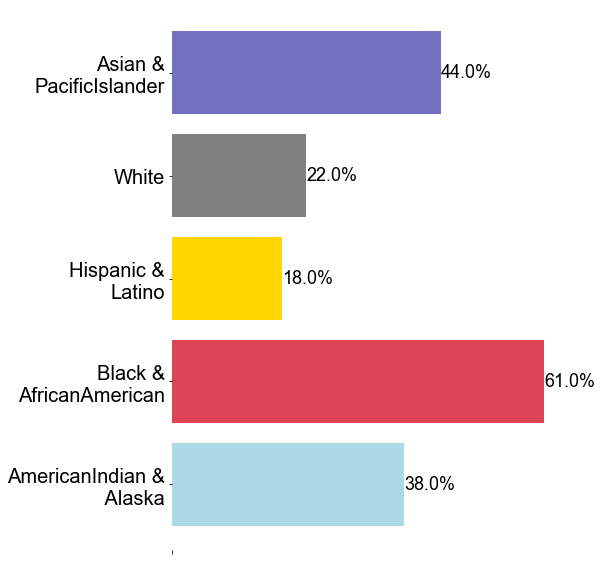 Asian &
PacificIslander
44.0%
White
22.0%
Hispanic &
Latino
18.0%
Black &
AfricanAmerican
61.0%
AmericanIndian &
Alaska
38.0%